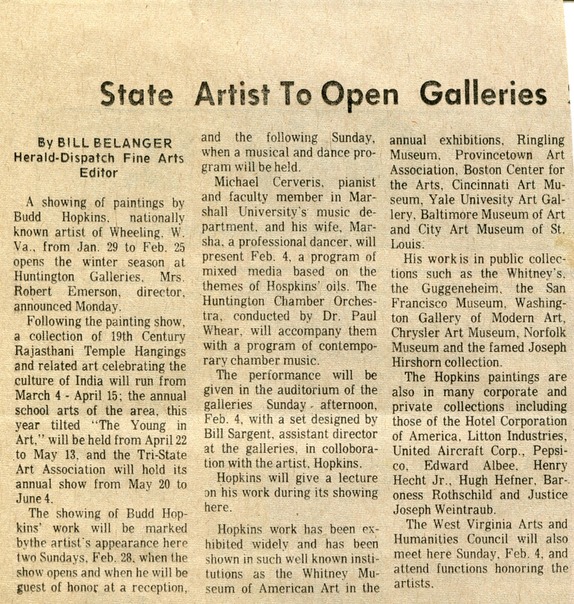 State Artist To Open Galleries
By BILL BELANGER
Herald-Dispatch Fine Arts
Editor
A showing of paintings by
Budd Hopkins, nationally
known artist of Wheeling, W.
Va., from Jan. 29 to Feb. 25
opens the winter season at
Huntington Galleries, Mrs.
Robert Emerson, director,
announced Monday.
Following the painting show,
a collection of 19th Century
Rajasthani Temple Hangings
and related art celebrating the
culture of India will run from
March 4 - April 15; the annual
school arts of the area, this
year tilted "The Young in
Art," will be held from April 22
to May 13, and the Tri-State
Art Association will hold its
annual show from May 20 to
June 4.
The showing of Budd Hop-
kins' work will be marked
bythe artist's appearance here
two Sundays, Feb. 28, when the
show opens and when he will be
guest of honor at a reception,
and the following Sunday,
when a musical and dance pro-
gram will be held.
Michael Cerveris, pianist
and faculty member in Mar-
shall University's music de-
partment, and his wife, Mar-
sha, a professional dancer, will
present Feb. 4, a program of
mixed media based on the
themes of Hospkins' oils. The
Huntington Chamber Orches-
tra, conducted by Dr. Paul
Whear, will accompany them
with a program of contempo-
rary chamber music.
The performance will be
given in the auditorium of the
galleries Sunday afternoon,
Feb. 4, with a set designed by
Bill Sargent, assistant director
at the galleries, in collobora-
tion with the artist, Hopkins.
Hopkins will give a lecture
on his work during its showing
here.
Hopkins work has been ex-
hibited widely and has been
shown in such well known insti-
tutions as the Whitney Mu-
seum of American Art in the
annual exhibitions, Ringling
Museum, Provincetown Art
Association, Boston Center for
the Arts, Cincinnati Art Mu-
seum, Yale Univesity Art Gal-
lery, Baltimore Museum of Art
and City Art Museum of St.
Louis.
His work is in public collec-
tions such as the Whitney's,
the Guggeneheim, the San
Francisco Museum, Washing-
ton Gallery of Modern Art,
Chrysler Art Museum, Norfolk
Museum and the famed Joseph
Hirshorn collection.
The Hopkins paintings are
also in many corporate and
private collections including
those of the Hotel Corporation
of America, Litton Industries,
United Aircraft Corp., Pepsi-
co, Edward Albee, Henry
Hecht Jr., Hugh Hefner, Bar-
oness Rothschild and Justice
Joseph Weintraub.
The West Virginia Arts and
Humanities Council will also
meet here Sunday, Feb. 4, and
attend functions honoring the
artists.